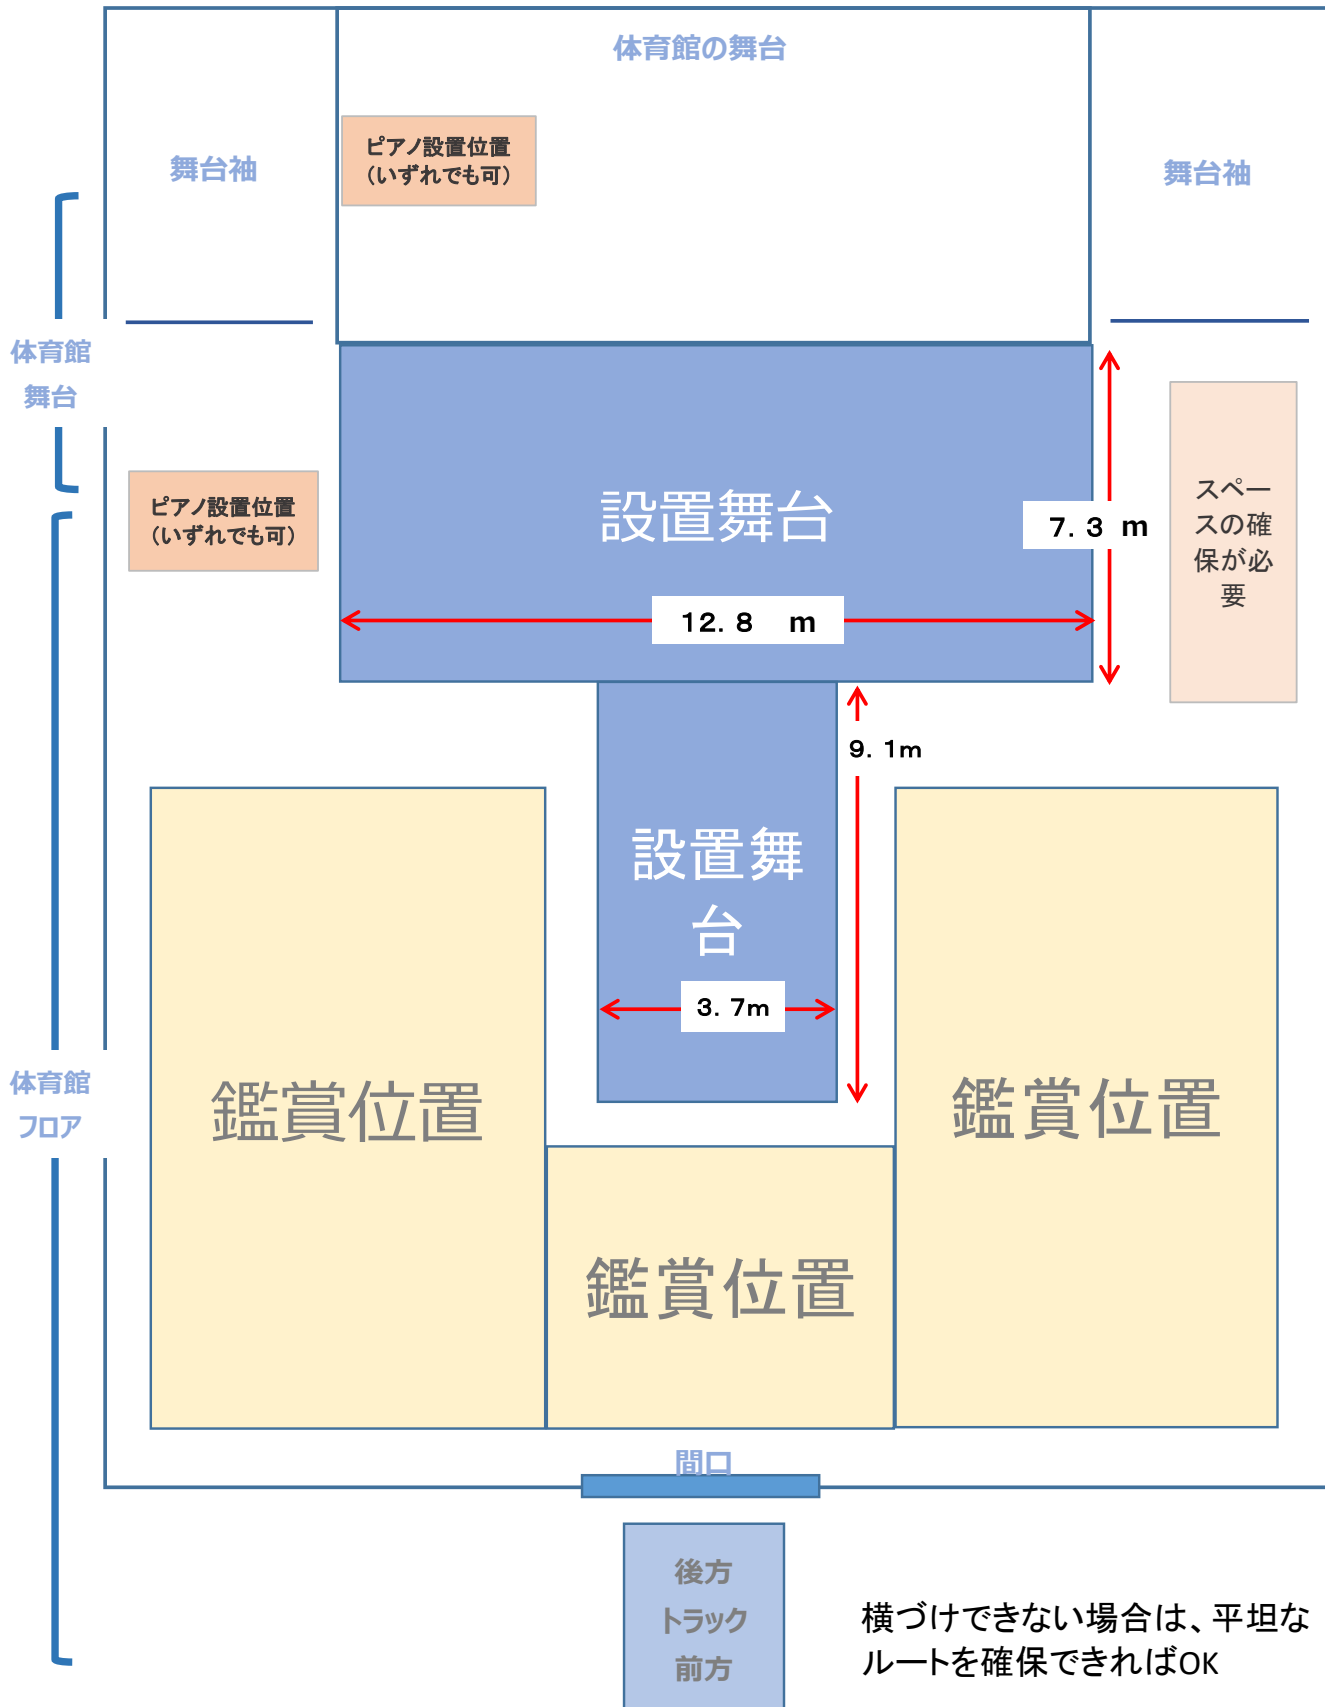 体育館の舞台
舞台袖
ピアノ設置位置
（いずれでも可）
舞台袖
体育館
舞台
ピアノ設置位置
（いずれでも可）
設置舞台
7．3 m
スペー
スの確
保が必
要
12．8 m
9．1m
設置舞
台
3．7m
体育館
フロア
鑑賞位置
鑑賞位置
鑑賞位置
間口
後方
トラック
前方
横づけできない場合は、平坦な
ルートを確保できればOK